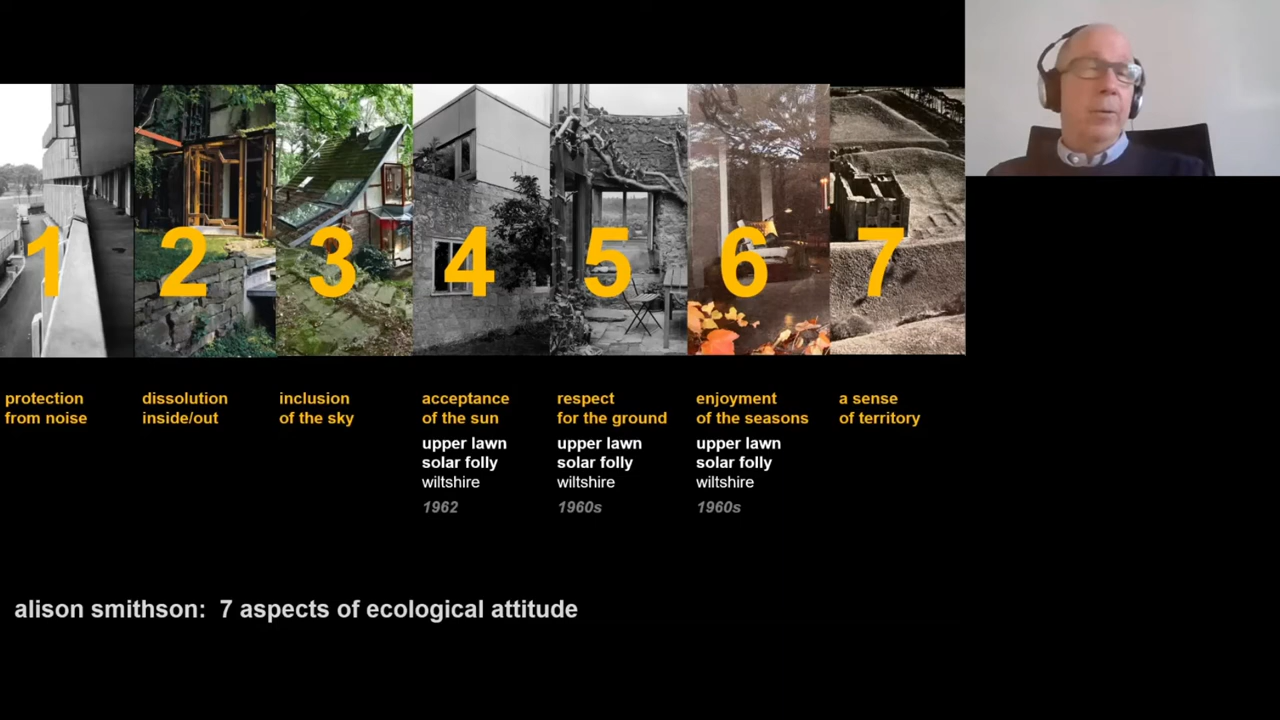 1 2 3 4 5 6 7
protection
from noise
dissolution
inside/out
inclusion
of the sky
acceptance
of the sun
upper lawn
solar folly
wiltshire
1962
respect
for the ground
upper lawn
solar folly
wiltshire
1960s
enjoyment
of the seasons
upper lawn
solar folly
wiltshire
1960s
a sense
of territory
alison smithson: 7 aspects of ecological attitude